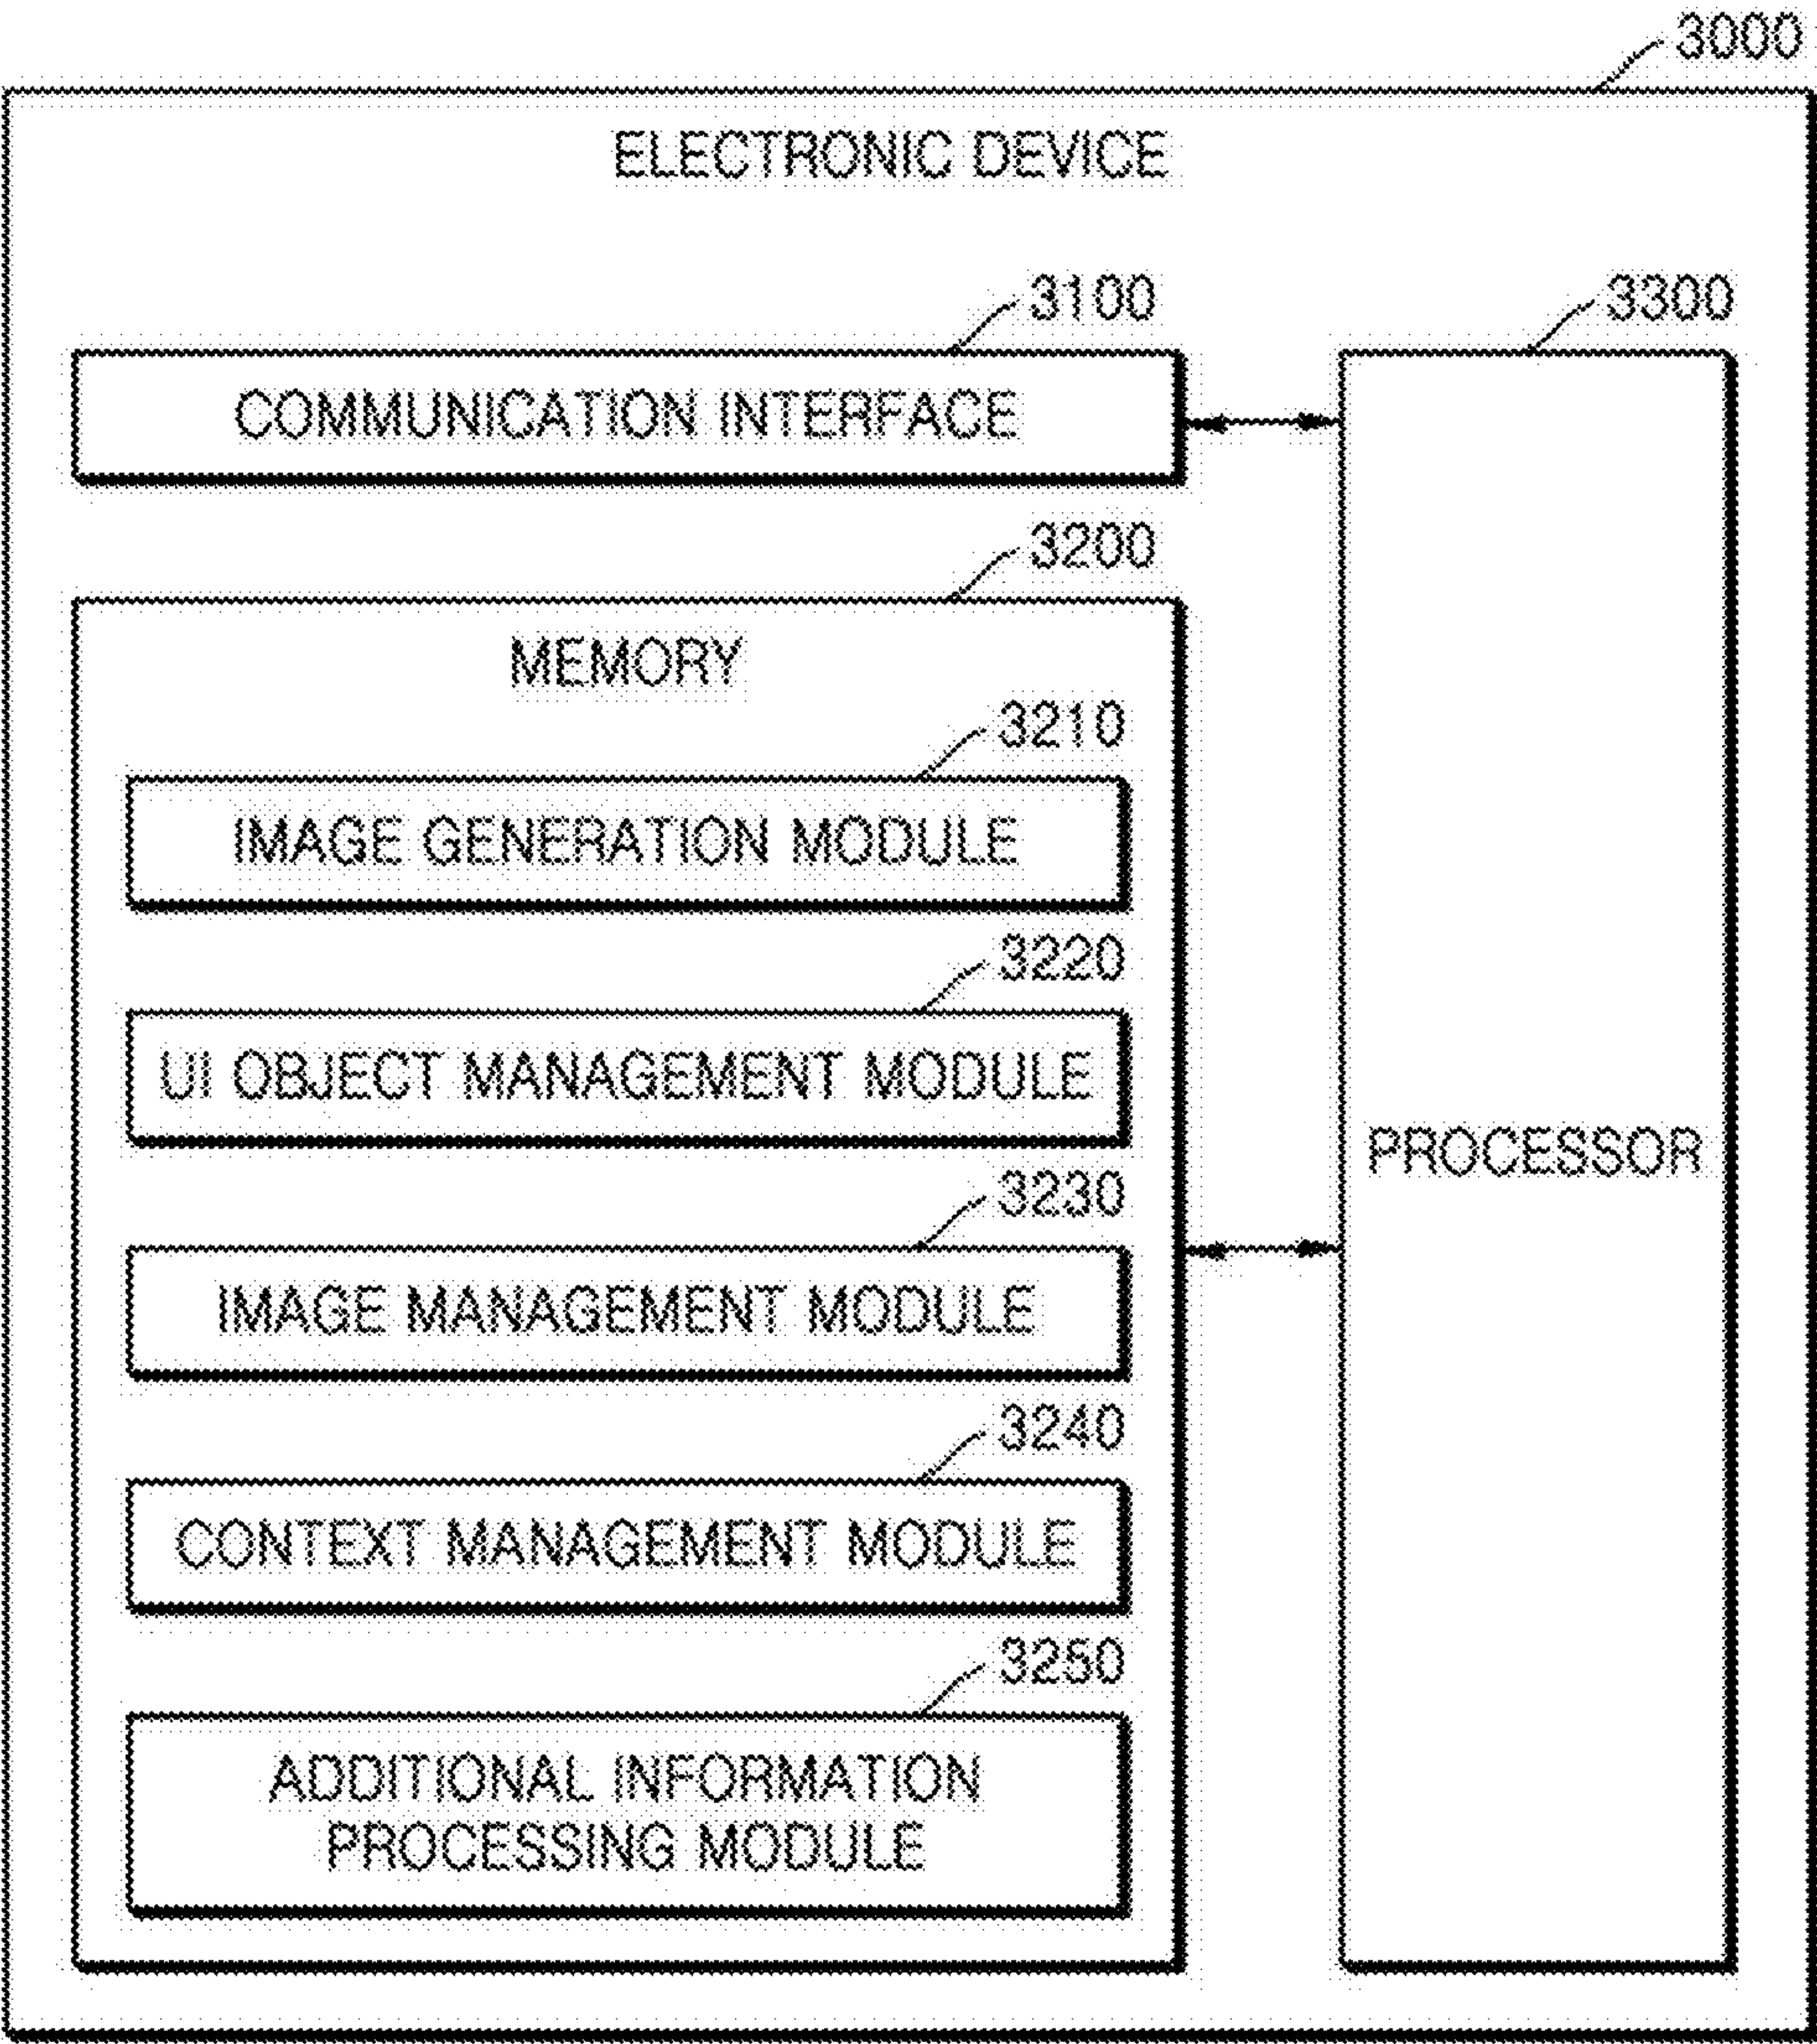 3000
ELECTRONIC DEVICE
3100
COMMUNICATION INTERFACE
3200
MEMORY
3210
IMAGE GENERATION MODULE
3220
UI OBJECT MANAGEMENT MODULE
3230
IMAGE MANAGEMENT MODULE
3240
CONTEXT MANAGEMENT MODULE
3250
ADDITIONAL INFORMATION
PROCESSING MODULE
3300
PROCESSOR